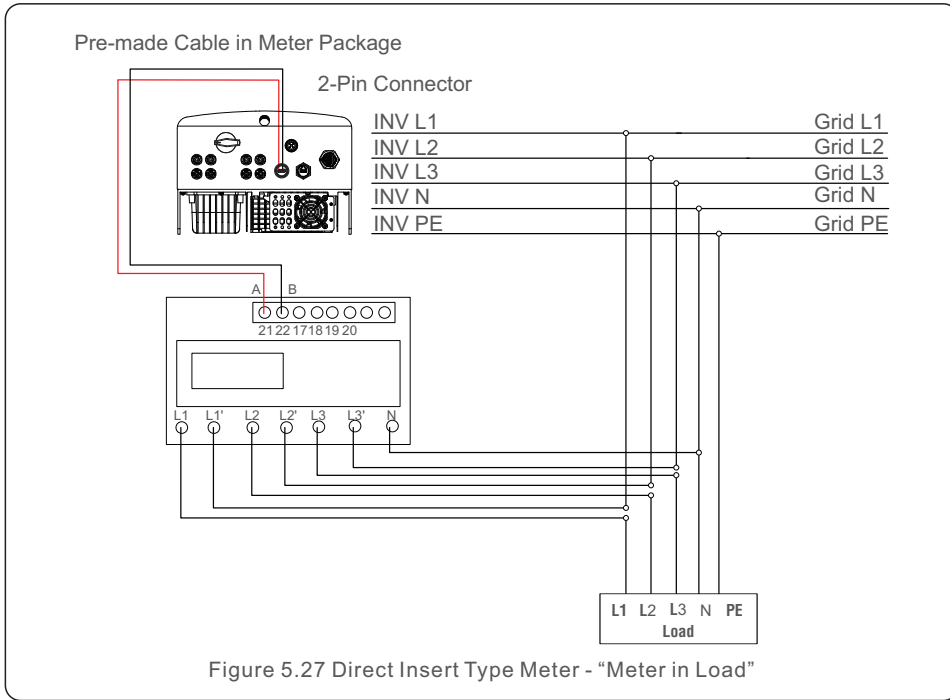 Pre-made Cable in Meter Package
2-Pin Connector
INV L1 Grid L1
INV L2 Grid L2
INV L3 Grid L3
INV N Grid N
INV PE Grid PE
A B
21 22 17 18 19 20
L1 L1' L2 L2' L3 L3' N
L1 L2 L3 N PE
Load
Figure 5.27 Direct Insert Type Meter - “Meter in Load”